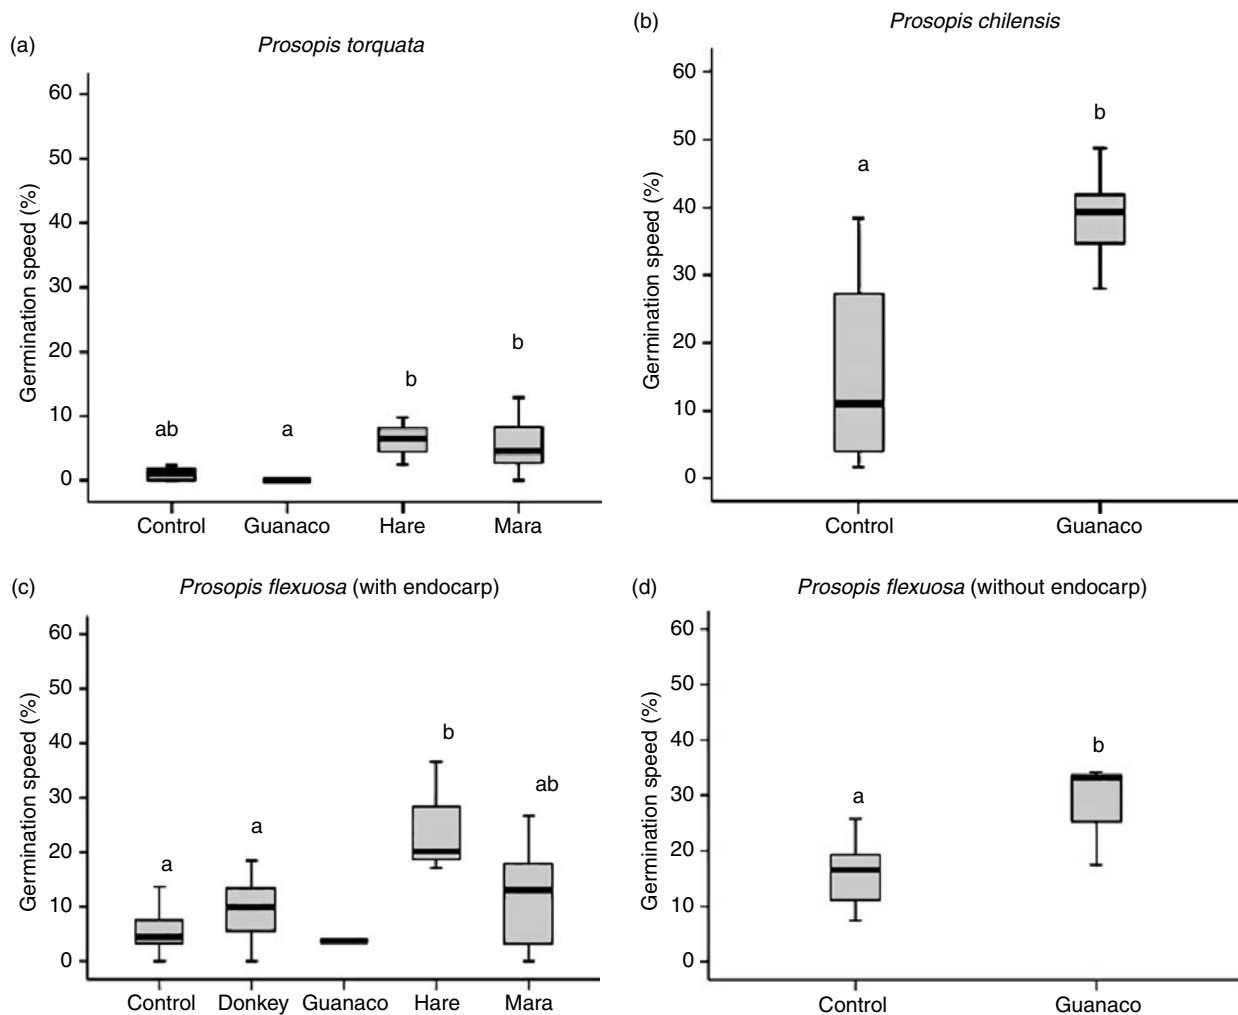 (a)
Prosopis torquata
Germination speed (%)
60
50
40
30
20
10
0
ab
a
b
b
Control Guanaco Hare Mara
(b)
Prosopis chilensis
Germination speed (%)
60
50
40
30
20
10
0
a
b
Control Guanaco
(c)
Prosopis flexuosa (with endocarp)
Germination speed (%)
60
50
40
30
20
10
0
a
a
b
ab
Control Donkey Guanaco Hare Mara
(d)
Prosopis flexuosa (without endocarp)
Germination speed (%)
60
50
40
30
20
10
0
a
b
Control Guanaco